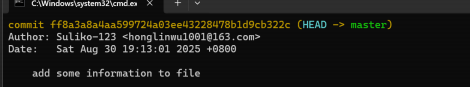 C:\Windows\system32\cmd.ex
commit ff8a3a8a4aa599724a03ee43228478b1d9cb322c (HEAD -> master)
Author: Suliko-123 <honglinwu1001@163.com>
Date:   Sat Aug 30 19:13:01 2025 +0800
    add some information to file